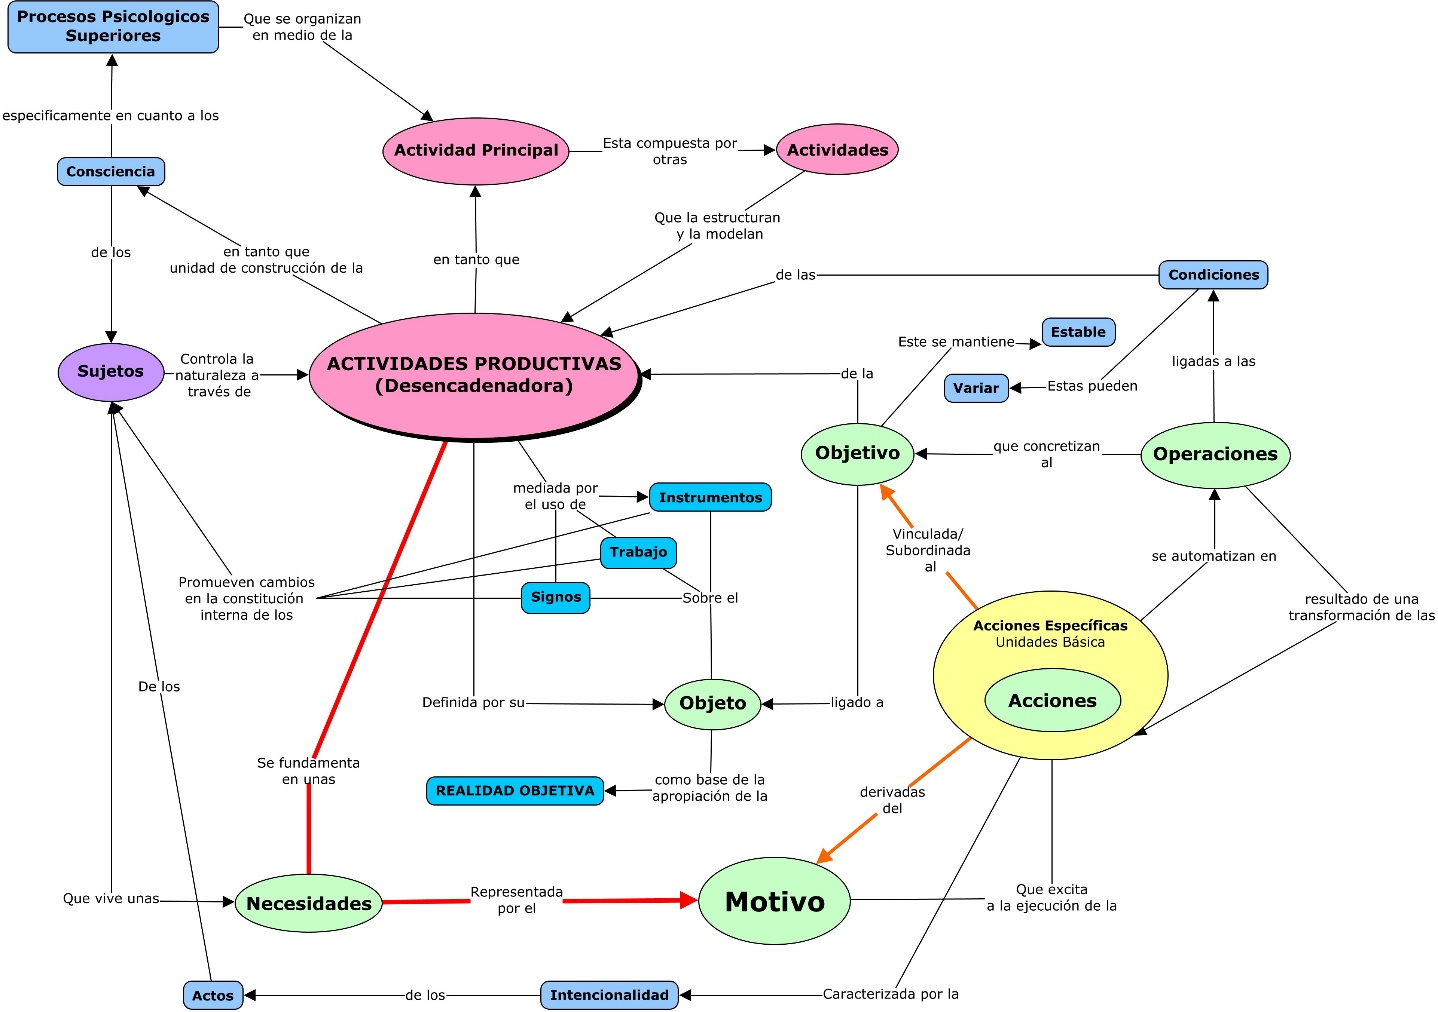 Procesos Psicologicos
Superiores
Que se organizan
en medio de la
especificamente en cuanto a los
Actividad Principal
Esta compuesta por
otras
Actividades
Consciencia
Que la estructuran
y la modelan
de los
en tanto que
unidad de construcción de la
en tanto que
de las
Condiciones
Este se mantiene
Estable
Sujetos
Controla la
naturaleza a
través de
ACTIVIDADES PRODUCTIVAS
(Desencadenadora)
de la
Variar
Estas pueden
ligadas a las
Objetivo
que concretizan
al
Operaciones
mediada por
el uso de
Instrumentos
Vinculada/
Subordinada
al
Trabajo
se automatizan en
Promueven cambios
en la constitución
interna de los
Signos
Sobre el
resultado de una
transformación de las
Acciones Específicas
Unidades Básica
Acciones
De los
Definida por su
Objeto
ligado a
Se fundamenta
en unas
REALIDAD OBJETIVA
como base de la
apropiación de la
derivadas
del
Que vive unas
Necesidades
Representada
por el
Motivo
Que excita
a la ejecución de la
Actos
de los
Intencionalidad
Caracterizada por la